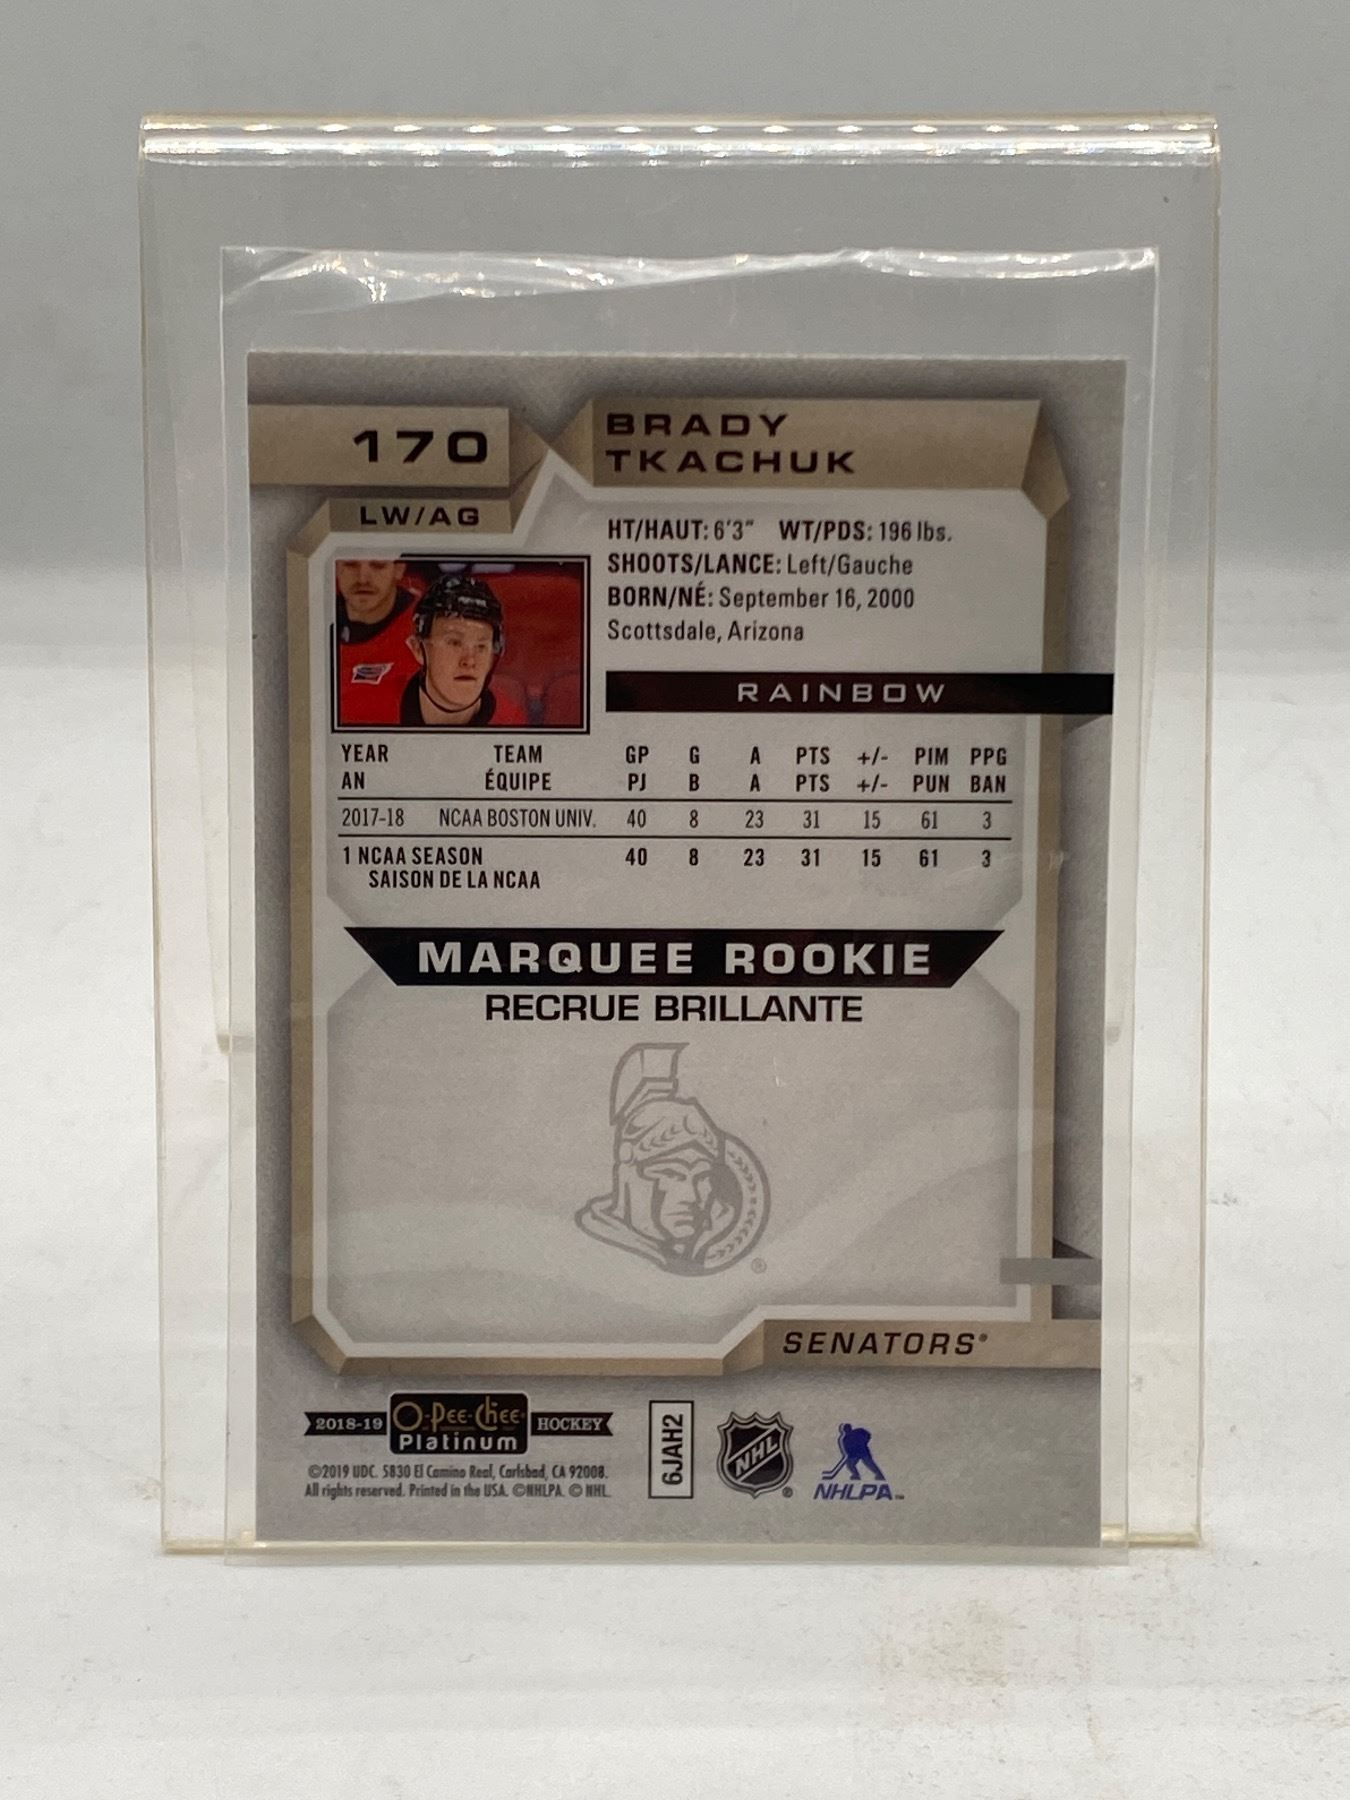 170
BRADY
TKACHUK
LW/AG
HT/HAUT: 6'3" WT/PDS: 196 lbs.
SHOOTS/LANCE: Left/Gauche
BORN/NÉ: September 16, 2000
Scottsdale, Arizona
RAINBOW
YEAR TEAM GP G A PTS +/- PIM PPG
AN ÉQUIPE PJ B A PTS +/- PUN BAN
2017-18 NCAA BOSTON UNIV. 40 8 23 31 15 61 3
1 NCAA SEASON 40 8 23 31 15 61 3
SAISON DE LA NCAA
MARQUEE ROOKIE
RECRUE BRILLANTE
®
SENATORS®
2018-19 O-Pee-Chee HOCKEY
Platinum
©2019 UDC. 5830 El Camino Real, Carlsbad, CA 92008.
All rights reserved. Printed in the USA. ©NHLPA. © NHL.
6JAH2
NHL ®
NHLPA™